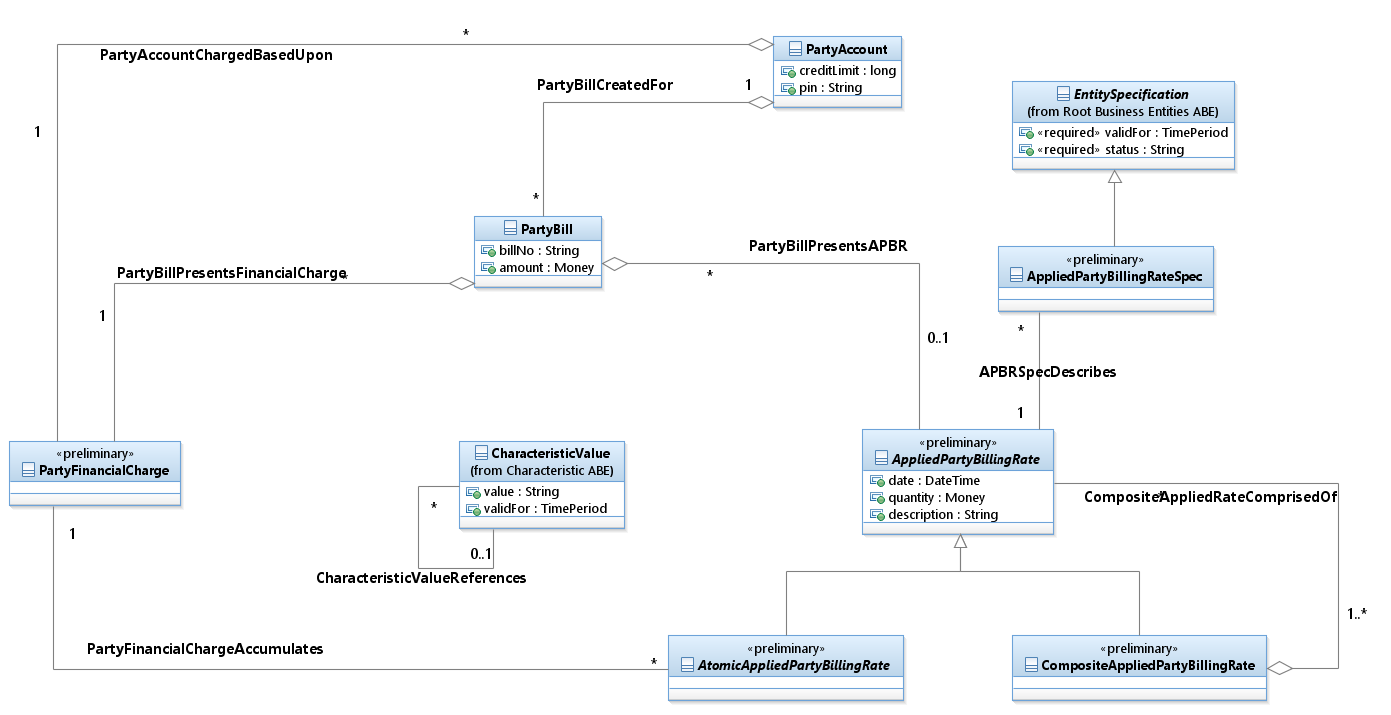 *
PartyAccountChargedBasedUpon
PartyAccount
creditLimit : long
pin : String
PartyBillCreatedFor
1
EntitySpecification
(from Root Business Entities ABE)
«required» validFor : TimePeriod
«required» status : String
1
*
PartyBill
billNo : String
amount : Money
PartyBillPresentsAPBR
*
«preliminary»
AppliedPartyBillingRateSpec
PartyBillPresentsFinancialCharge
*
1
0..1
*
APBRSpecDescribes
1
«preliminary»
PartyFinancialCharge
CharacteristicValue
(from Characteristic ABE)
value : String
validFor : TimePeriod
*
0..1
CharacteristicValueReferences
«preliminary»
AppliedPartyBillingRate
date : DateTime
quantity : Money
description : String
CompositeAppliedRateComprisedOf
*
1
1..*
PartyFinancialChargeAccumulates
*
«preliminary»
AtomicAppliedPartyBillingRate
«preliminary»
CompositeAppliedPartyBillingRate